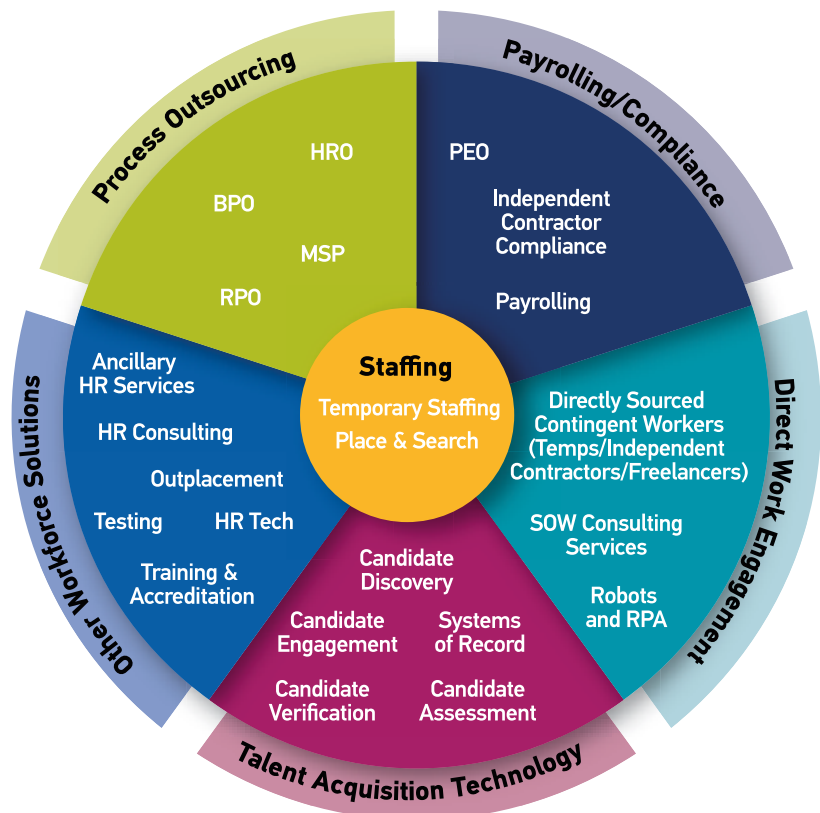 Process Outsourcing
HRO
BPO
MSP
RPO
Payrolling/Compliance
PEO
Independent
Contractor
Compliance
Payrolling
Direct Work Engagement
Directly Sourced
Contingent Workers
(Temps/Independent
Contractors/Freelancers)
SOW Consulting
Services
Robots
and RPA
Talent Acquisition Technology
Candidate
Discovery
Candidate
Engagement
Systems
of Record
Candidate
Verification
Candidate
Assessment
Other Workforce Solutions
Ancillary
HR Services
HR Consulting
Outplacement
Testing
HR Tech
Training &
Accreditation
Staffing
Temporary Staffing
Place & Search